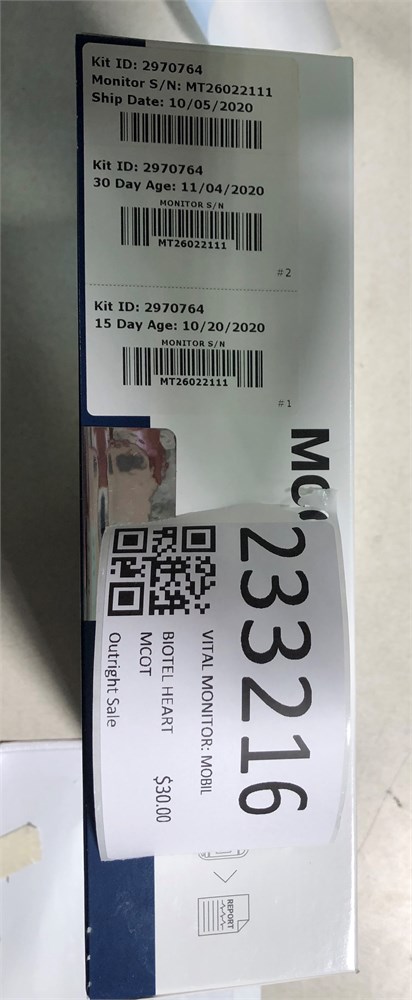 Kit ID: 2970764
Monitor S/N: MT26022111
Ship Date: 10/05/2020
Kit ID: 2970764
30 Day Age: 11/04/2020
MONITOR S/N
MT26022111
#2
Kit ID: 2970764
15 Day Age: 10/20/2020
MONITOR S/N
MT26022111
#1
233216
VITAL MONITOR: MOBIL
BIOTEL HEART
MCOT $30.00
Outright Sale
REPORT